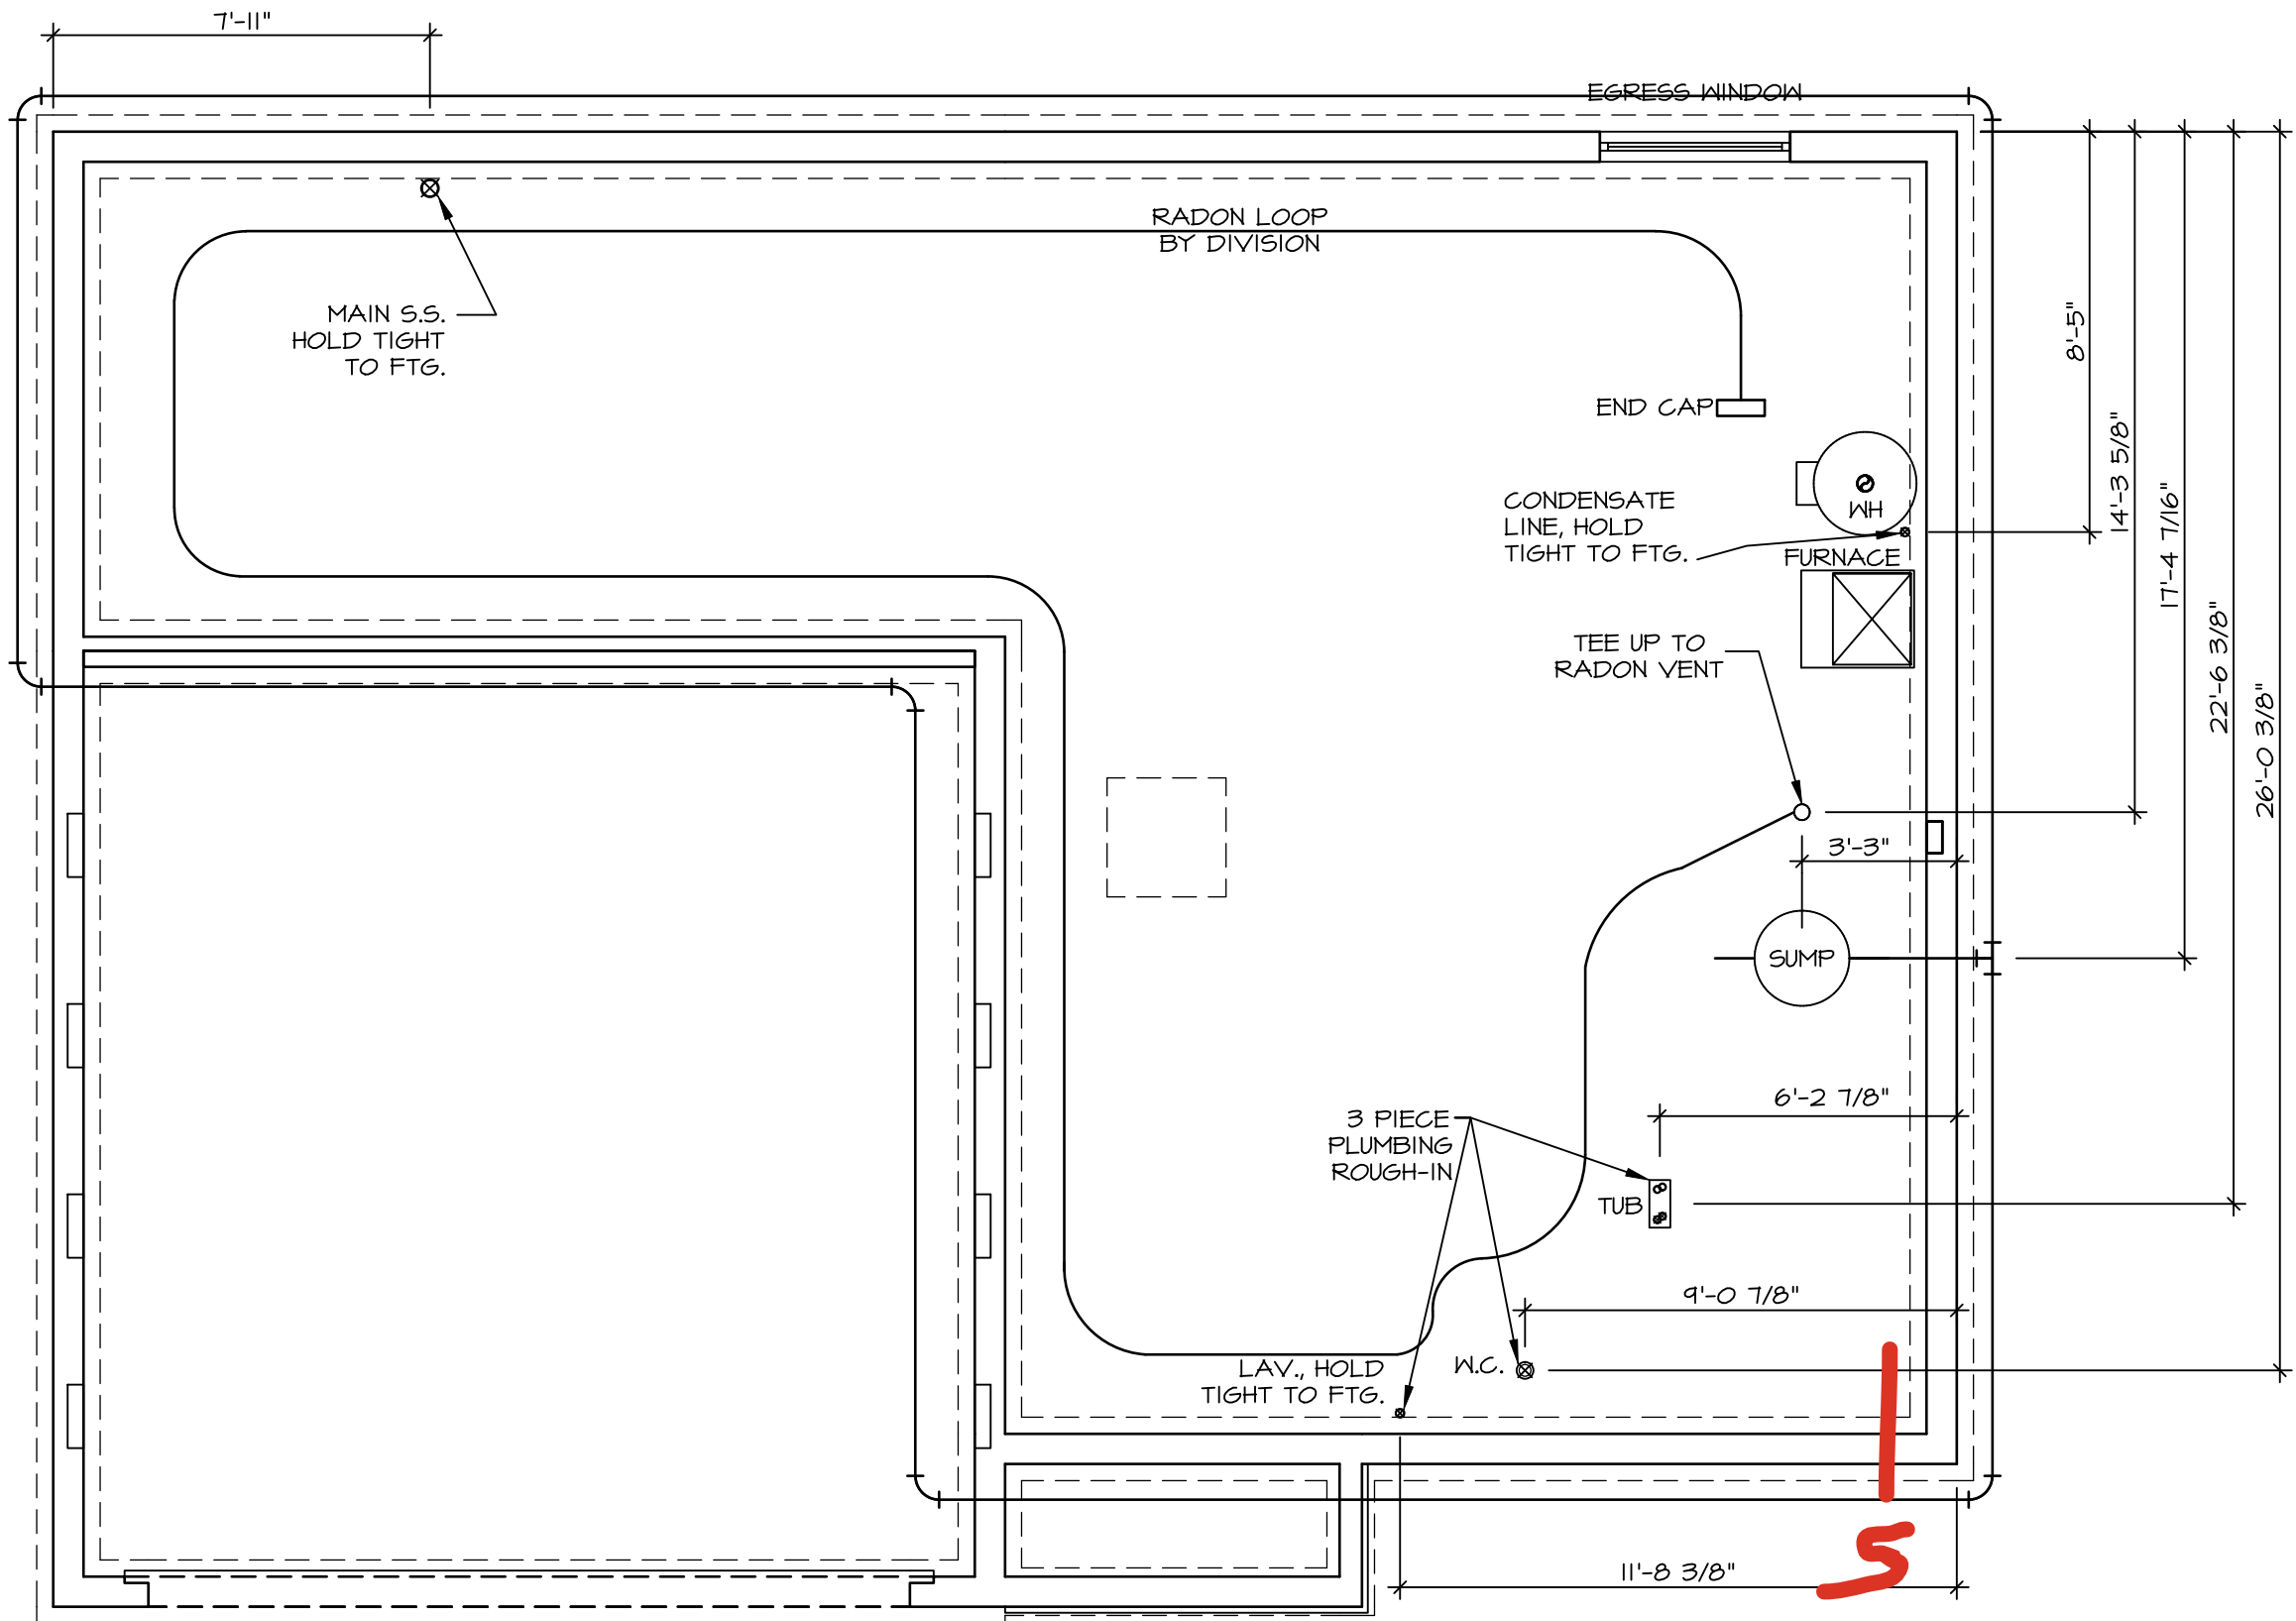 7'-11"
EGRESS WINDOW
RADON LOOP
BY DIVISION
MAIN S.S.
HOLD TIGHT
TO FTG.
8'-5"
END CAP
14'-3 5/8"
CONDENSATE
LINE, HOLD
TIGHT TO FTG.
WH
17'-4 7/16"
FURNACE
TEE UP TO
RADON VENT
22'-6 3/8"
26'-0 3/8"
3'-3"
SUMP
6'-2 7/8"
3 PIECE
PLUMBING
ROUGH-IN
TUB
9'-0 7/8"
LAV., HOLD
TIGHT TO FTG.
W.C.
11'-8 3/8"
S